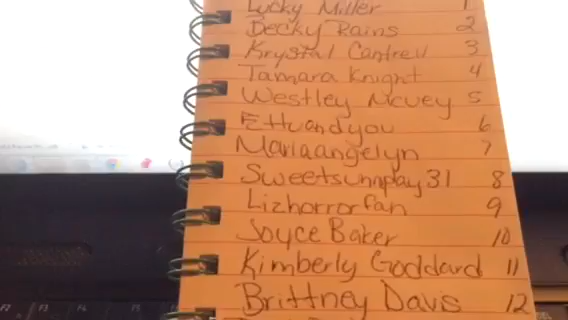 Lucky Miller 1
Becky Rains 2
Krystal Cantrell 3
Tamara Knight 4
Westley Mcvey 5
Ettuandyou 6
Mariaangelyn 7
Sweetsunnpay31 8
Lizhorrorfan 9
Joyce Baker 10
Kimberly Goddard 11
Brittney Davis 12